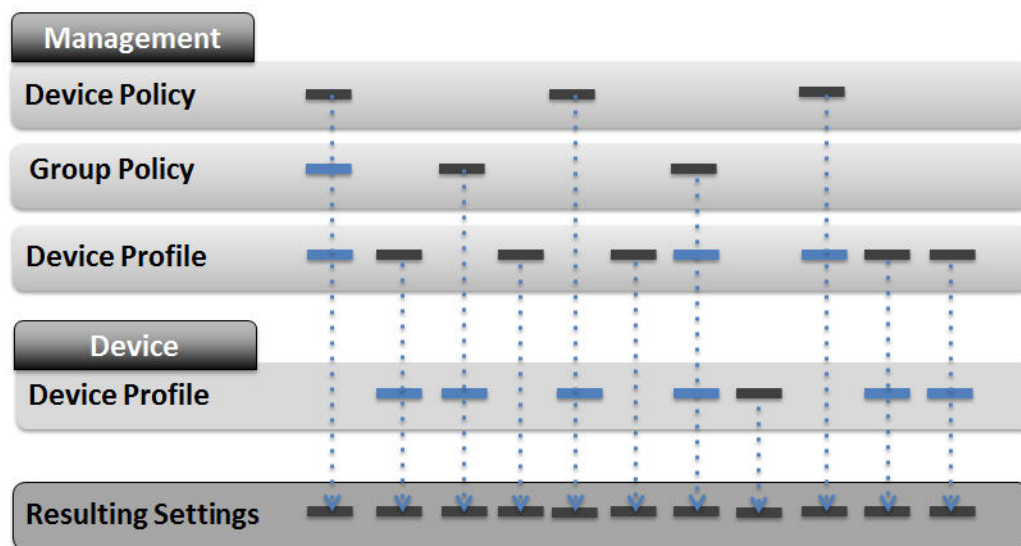 Management
Device Policy
Group Policy
Device Profile
Device
Device Profile
Resulting Settings